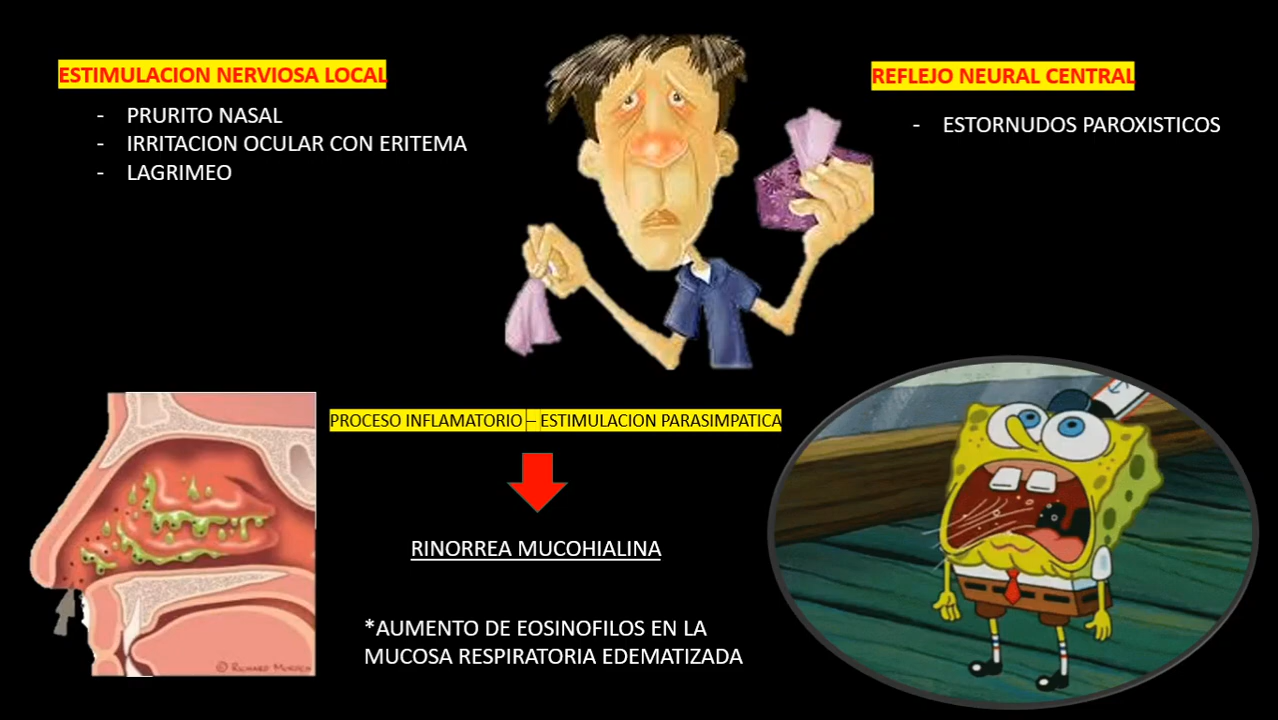 ESTIMULACION NERVIOSA LOCAL
- PRURITO NASAL
- IRRITACION OCULAR CON ERITEMA
- LAGRIMEO
REFLEJO NEURAL CENTRAL
- ESTORNUDOS PAROXISTICOS
PROCESO INFLAMATORIO – ESTIMULACION PARASIMPATICA
RINORREA MUCOHIALINA
*AUMENTO DE EOSINOFILOS EN LA
MUCOSA RESPIRATORIA EDEMATIZADA
© RICHARD